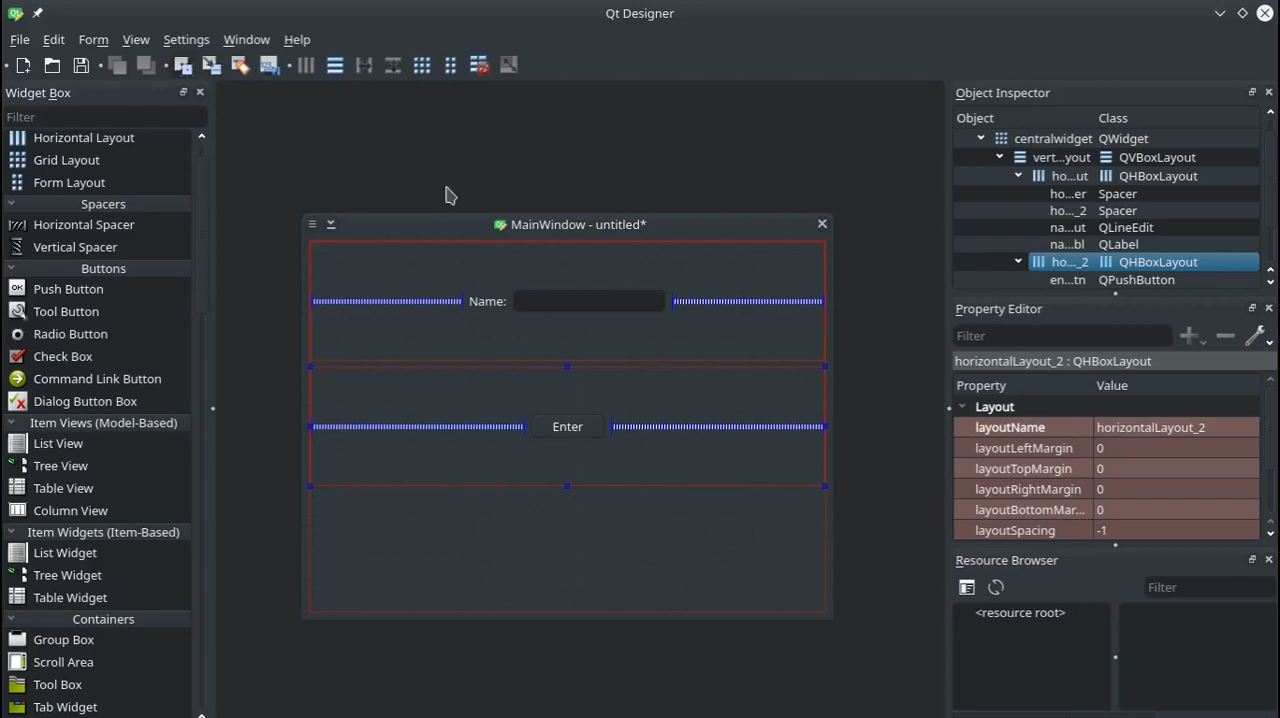 Qt Designer
File Edit Form View Settings Window Help
Widget Box
Filter
Horizontal Layout
Grid Layout
Form Layout
Spacers
Horizontal Spacer
Vertical Spacer
Buttons
Push Button
Tool Button
Radio Button
Check Box
Command Link Button
Dialog Button Box
Item Views (Model-Based)
List View
Tree View
Table View
Column View
Item Widgets (Item-Based)
List Widget
Tree Widget
Table Widget
Containers
Group Box
Scroll Area
Tool Box
Tab Widget
MainWindow - untitled*
Name:
Enter
Object Inspector
Object Class
centralwidget QWidget
vert...yout QVBoxLayout
ho...ut QHBoxLayout
ho...er Spacer
ho..._2 Spacer
na...ut QLineEdit
na...bl QLabel
ho..._2 QHBoxLayout
en...tn QPushButton
Property Editor
Filter
horizontalLayout_2 : QHBoxLayout
Property Value
Layout
layoutName horizontalLayout_2
layoutLeftMargin 0
layoutTopMargin 0
layoutRightMargin 0
layoutBottomMar... 0
layoutSpacing -1
Resource Browser
Filter
<resource root>